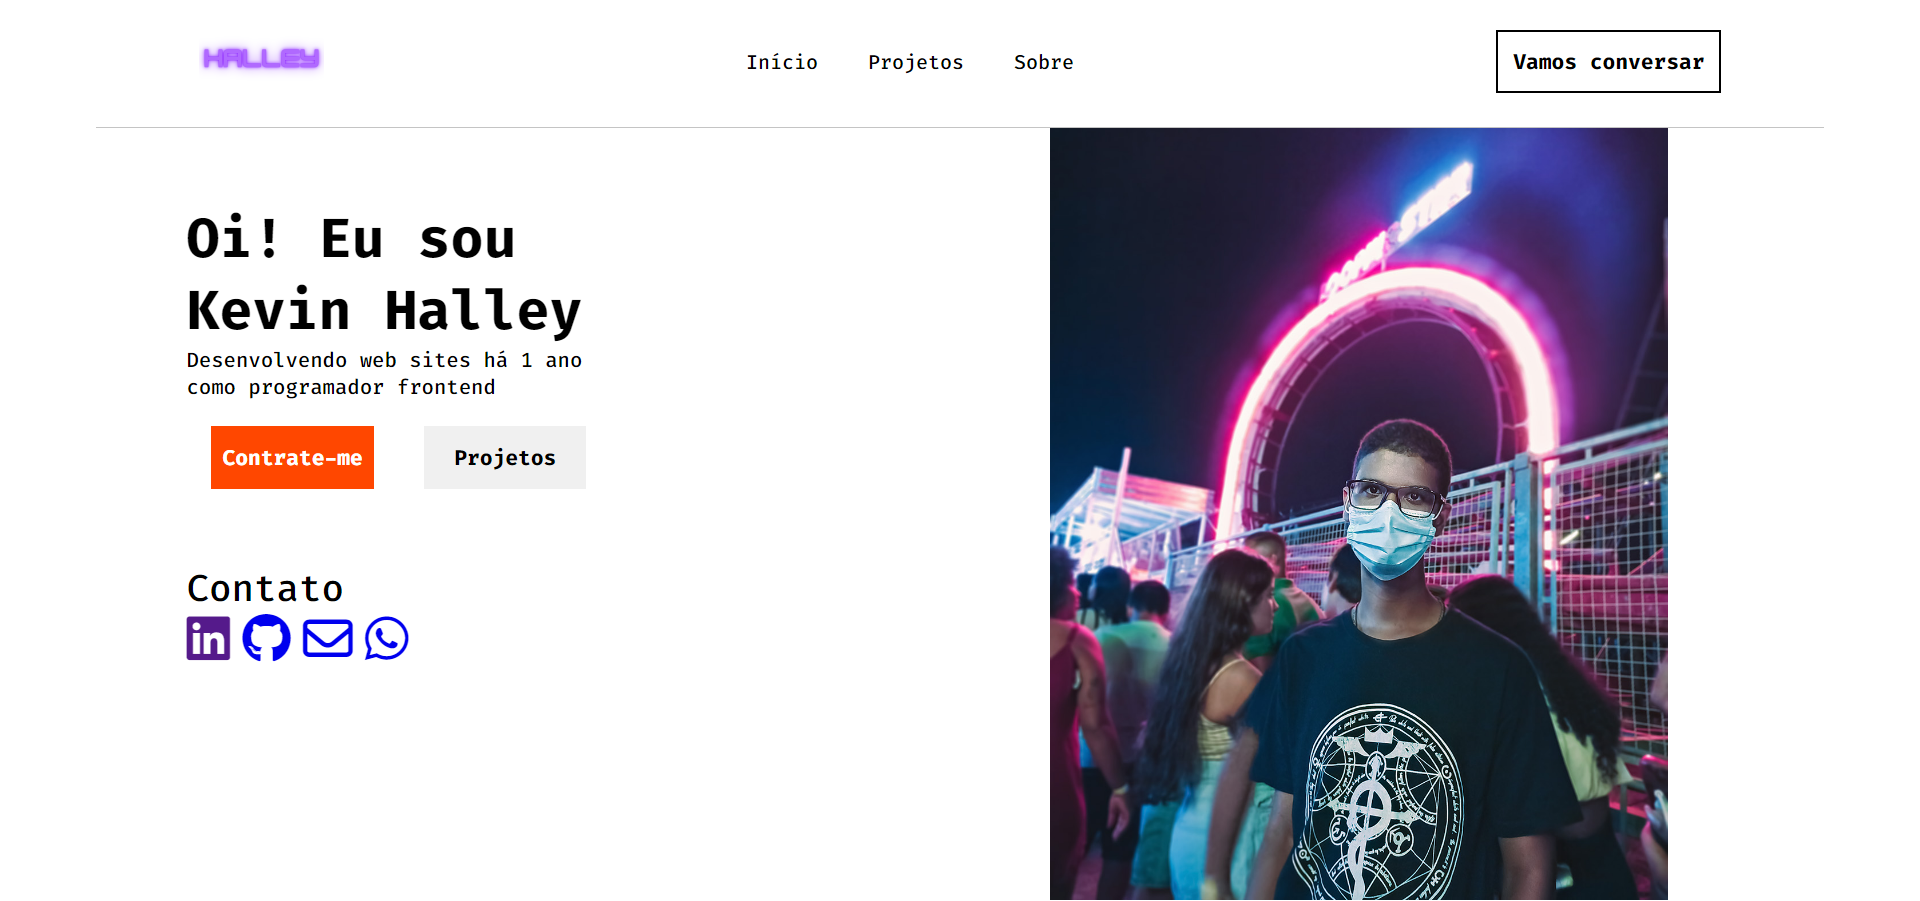 HALLEY
Início
Projetos
Sobre
Vamos conversar
Oi! Eu sou
Kevin Halley
Desenvolvendo web sites há 1 ano
como programador frontend
Contrate-me
Projetos
Contato
in